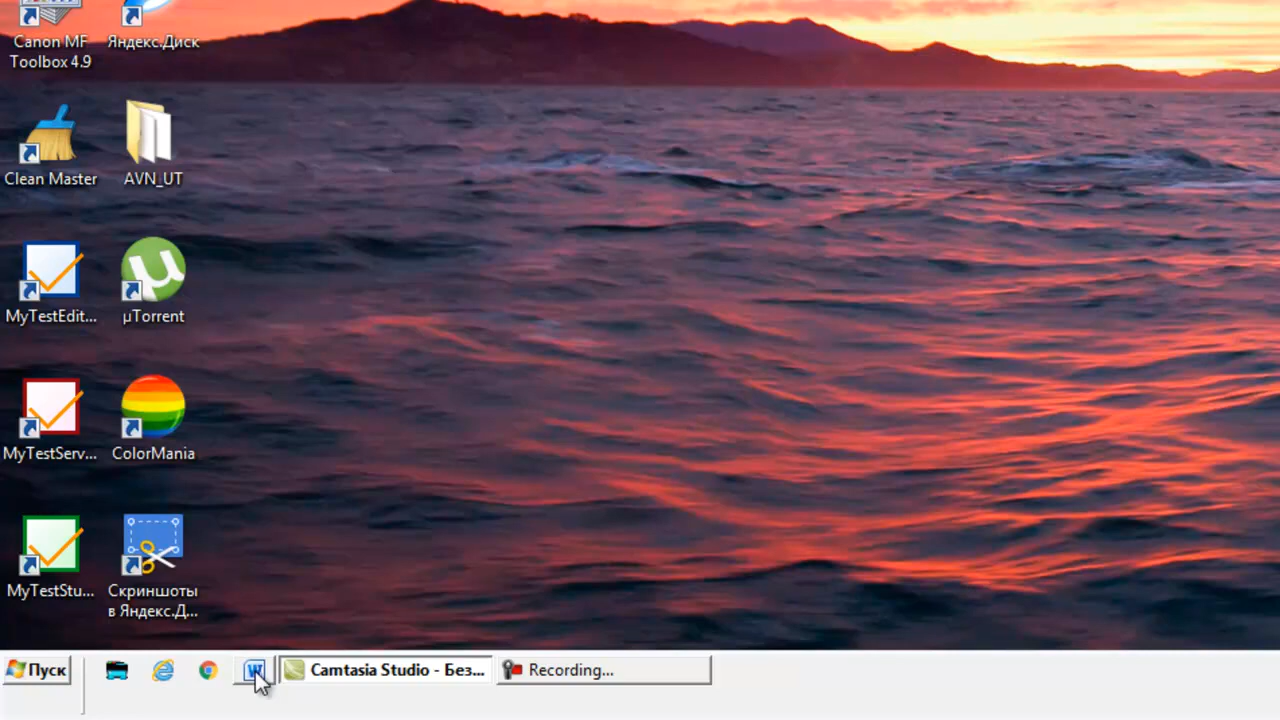 Canon MF
Toolbox 4.9
Яндекс.Диск
Clean Master
AVN_UT
MyTestEdit...
µTorrent
MyTestServ...
ColorMania
MyTestStu...
Скриншоты
в Яндекс.Д...
Пуск
Camtasia Studio - Без...
Recording...